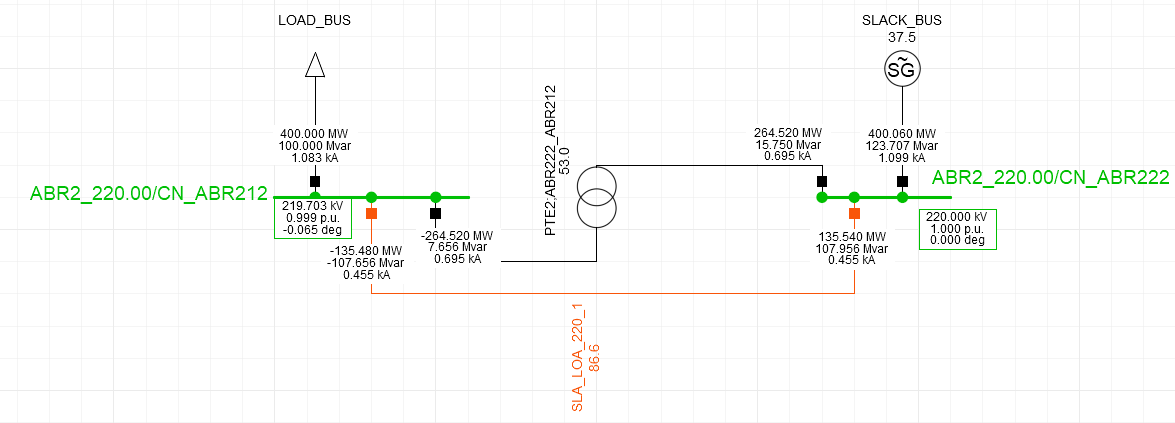 LOAD_BUS
SLACK_BUS
37.5
S̃G
400.000 MW
100.000 Mvar
1.083 kA
PTE2;ABR222_ABR212
53.0
264.520 MW
15.750 Mvar
0.695 kA
400.060 MW
123.707 Mvar
1.099 kA
ABR2_220.00/CN_ABR212
ABR2_220.00/CN_ABR222
219.703 kV
0.999 p.u.
-0.065 deg
220.000 kV
1.000 p.u.
0.000 deg
-135.480 MW
-107.656 Mvar
0.455 kA
-264.520 MW
7.656 Mvar
0.695 kA
135.540 MW
107.956 Mvar
0.455 kA
SLA_LOA_220_1
86.6